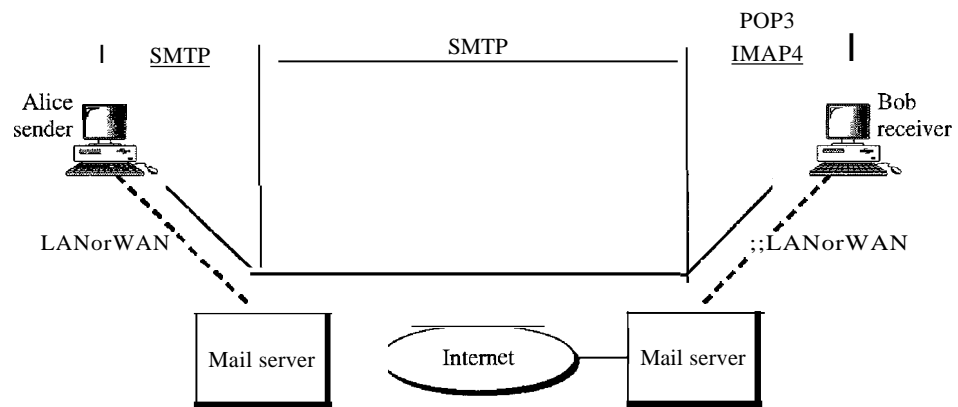 POP3
SMTP
SMTP
IMAP4
Alice
sender
Bob
receiver
LANorWAN
;;LANorWAN
Mail server
Internet
Mail server